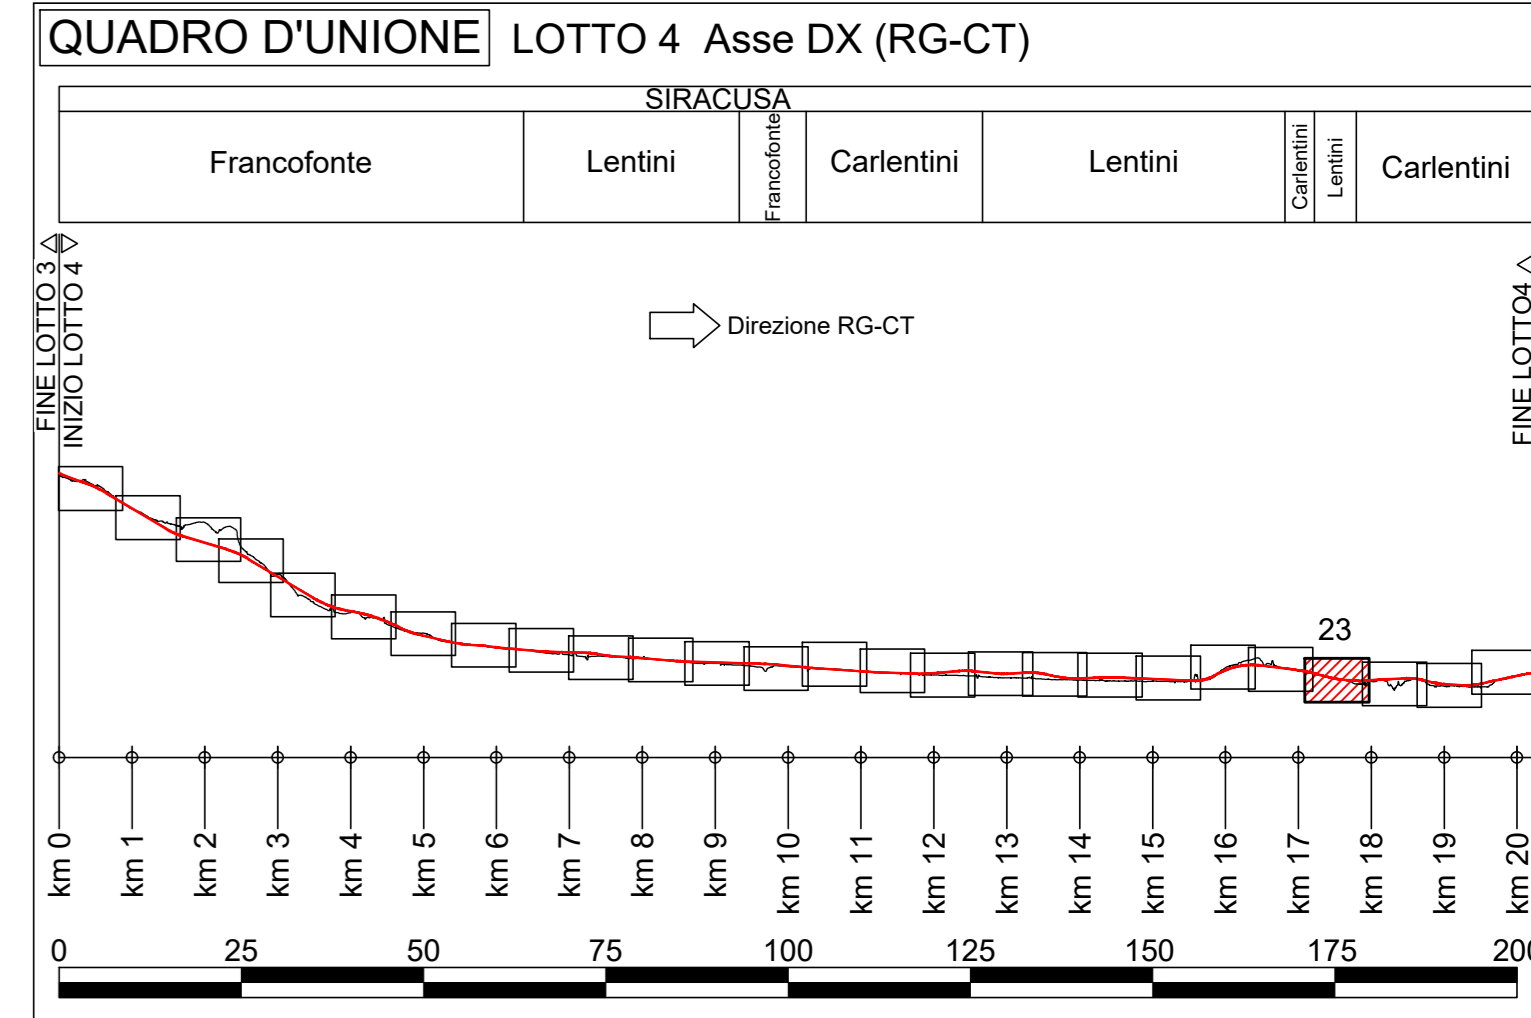 QUADRO D'UNIONE LOTTO 4 Asse DX (RG-CT)
SIRACUSA
Francofonte Lentini Francofonte Carlentini Lentini Carlentini Lentini Carlentini
FINE LOTTO 3
INIZIO LOTTO 4
FINE LOTTO4
Direzione RG-CT
23
km 0 km 1 km 2 km 3 km 4 km 5 km 6 km 7 km 8 km 9 km 10 km 11 km 12 km 13 km 14 km 15 km 16 km 17 km 18 km 19 km 20
0 25 50 75 100 125 150 175 200